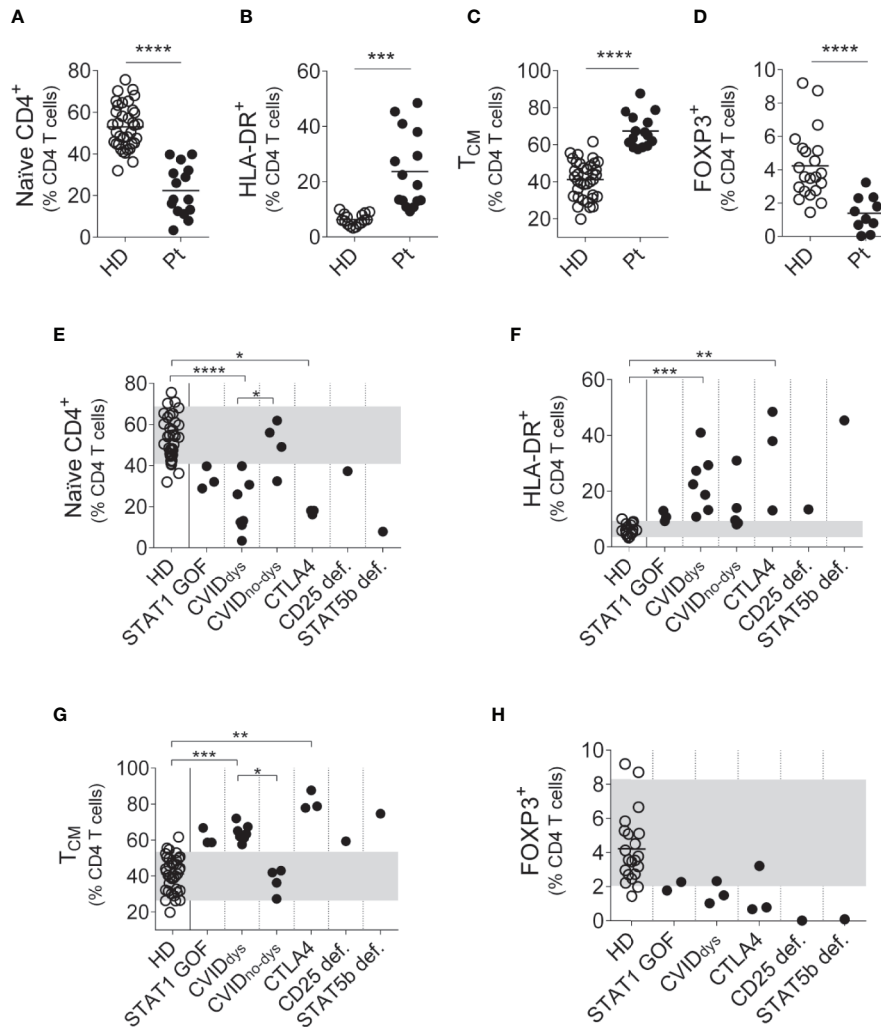 A
B
C
D
****
***
****
****
Naïve CD4⁺
(% CD4 T cells)
80
60
40
20
0
HD
Pt
HLA-DR⁺
(% CD4 T cells)
60
40
20
0
HD
Pt
T_CM
(% CD4 T cells)
100
80
60
40
20
HD
Pt
FOXP3⁺
(% CD4 T cells)
10
8
6
4
2
0
HD
Pt
E
*
****
*
Naïve CD4⁺
(% CD4 T cells)
80
60
40
20
0
HD
STAT1 GOF
CVIDdys
CVIDno-dys
CTLA4
CD25 def.
STAT5b def.
F
**
***
HLA-DR⁺
(% CD4 T cells)
60
40
20
0
HD
STAT1 GOF
CVIDdys
CVIDno-dys
CTLA4
CD25 def.
STAT5b def.
G
**
***
*
T_CM
(% CD4 T cells)
100
80
60
40
20
HD
STAT1 GOF
CVIDdys
CVIDno-dys
CTLA4
CD25 def.
STAT5b def.
H
FOXP3⁺
(% CD4 T cells)
10
8
6
4
2
0
HD
STAT1 GOF
CVIDdys
CTLA4
CD25 def.
STAT5b def.